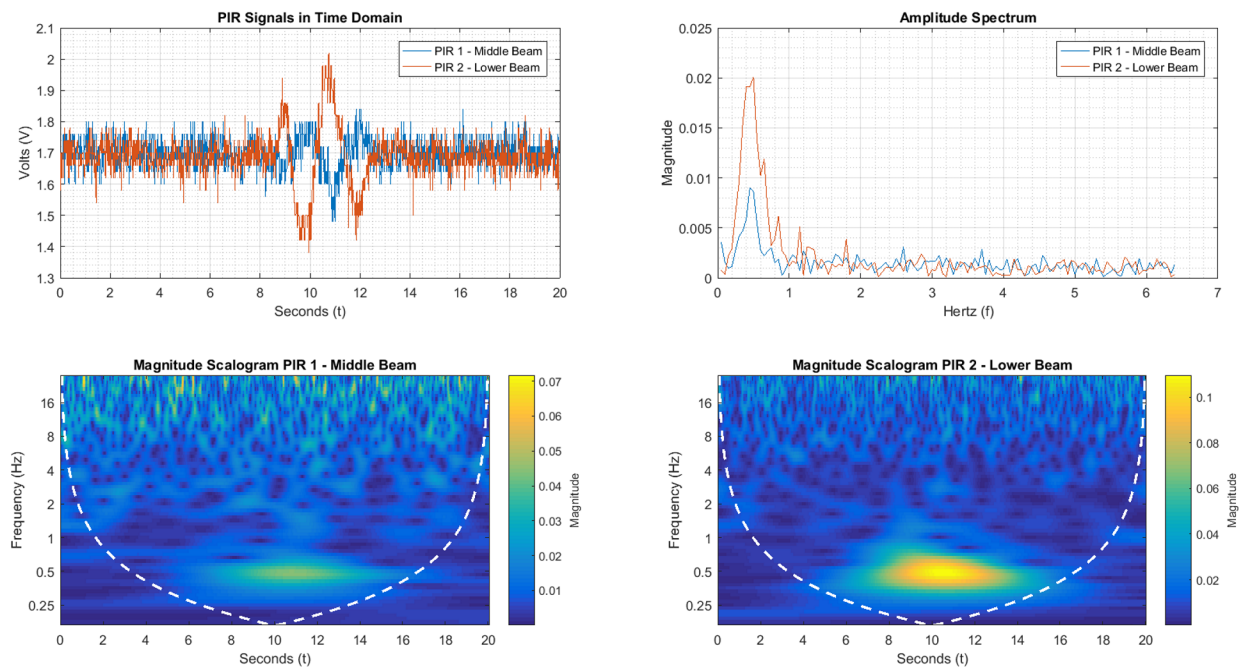 PIR Signals in Time Domain
2.1
2
1.9
1.8
1.7
1.6
1.5
1.4
1.3
Volts (V)
PIR 1 - Middle Beam
PIR 2 - Lower Beam
0 2 4 6 8 10 12 14 16 18 20
Seconds (t)
Amplitude Spectrum
0.025
0.02
0.015
0.01
0.005
0
Magnitude
PIR 1 - Middle Beam
PIR 2 - Lower Beam
0 1 2 3 4 5 6 7
Hertz (f)
Magnitude Scalogram PIR 1 - Middle Beam
16
8
4
2
1
0.5
0.25
Frequency (Hz)
0 2 4 6 8 10 12 14 16 18 20
Seconds (t)
0.07
0.06
0.05
0.04
0.03
0.02
0.01
Magnitude
Magnitude Scalogram PIR 2 - Lower Beam
16
8
4
2
1
0.5
0.25
Frequency (Hz)
0 2 4 6 8 10 12 14 16 18 20
Seconds (t)
0.1
0.08
0.06
0.04
0.02
Magnitude